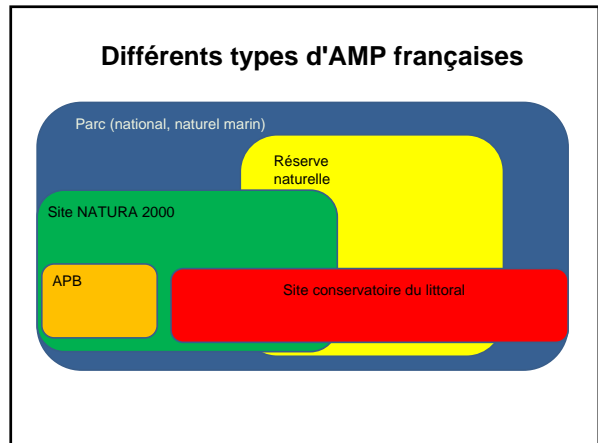 Différents types d'AMP françaises
Parc (national, naturel marin)
Réserve
naturelle
Site NATURA 2000
APB
Site conservatoire du littoral